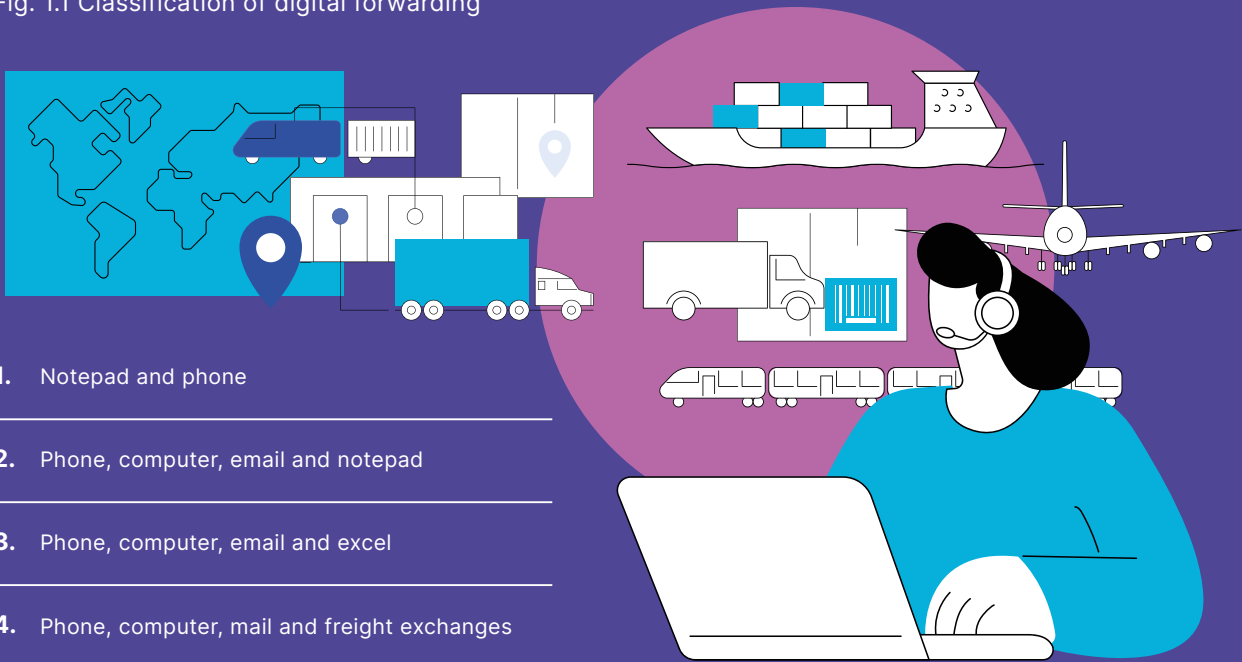 Fig. 1.1 Classification of digital forwarding
1. Notepad and phone
2. Phone, computer, email and notepad
3. Phone, computer, email and excel
4. Phone, computer, mail and freight exchanges